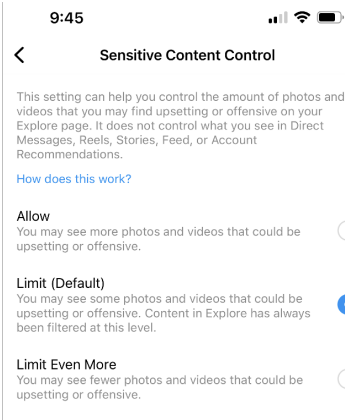 9:45
Sensitive Content Control
This setting can help you control the amount of photos and
videos that you may find upsetting or offensive on your
Explore page. It does not control what you see in Direct
Messages, Reels, Stories, Feed, or Account
Recommendations.
How does this work?
Allow
You may see more photos and videos that could be
upsetting or offensive.
Limit (Default)
You may see some photos and videos that could be
upsetting or offensive. Content in Explore has always
been filtered at this level.
Limit Even More
You may see fewer photos and videos that could be
upsetting or offensive.